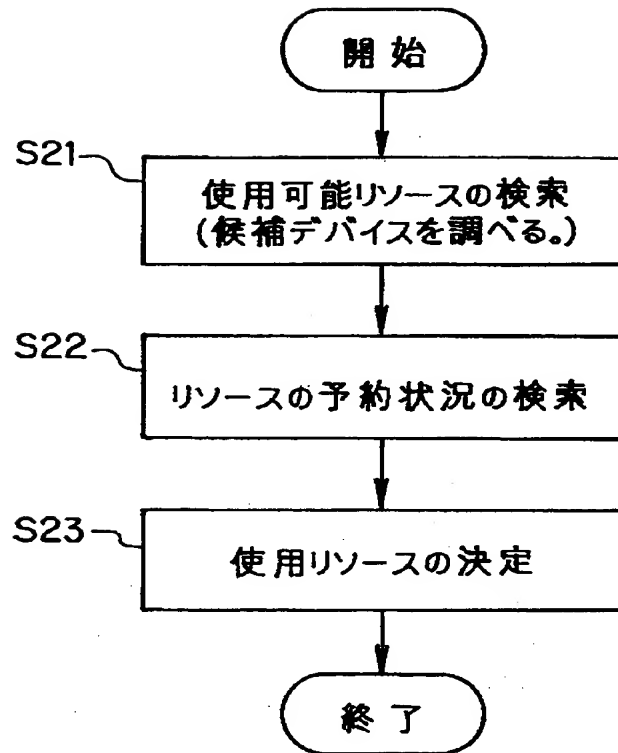 開始
S21
使用可能リソースの検索
(候補デバイスを調べる。)
S22
リソースの予約状況の検索
S23
使用リソースの決定
終了